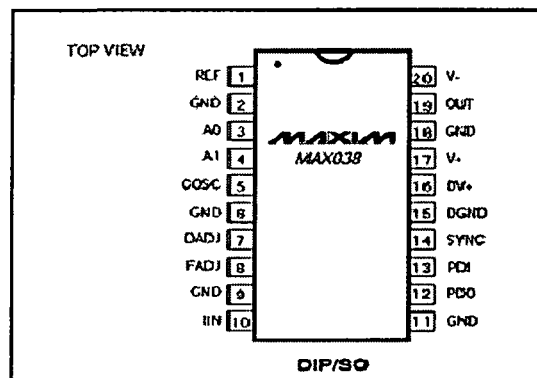 TOP VIEW
REF 1
GND 2
A0 3
A1 4
COSC 5
GND 6
DADJ 7
FADJ 8
GND 9
IIN 10
MAXIM
MAX038
20 V-
19 OUT
18 GND
17 V+
16 DV+
15 DGND
14 SYNC
13 PDI
12 PDO
11 GND
DIP/SO